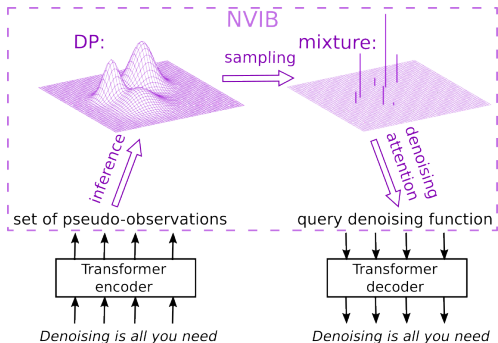 NVIB
DP:
sampling
mixture:
inference
denoising
attention
set of pseudo-observations
query denoising function
Transformer
encoder
Transformer
decoder
Denoising is all you need
Denoising is all you need